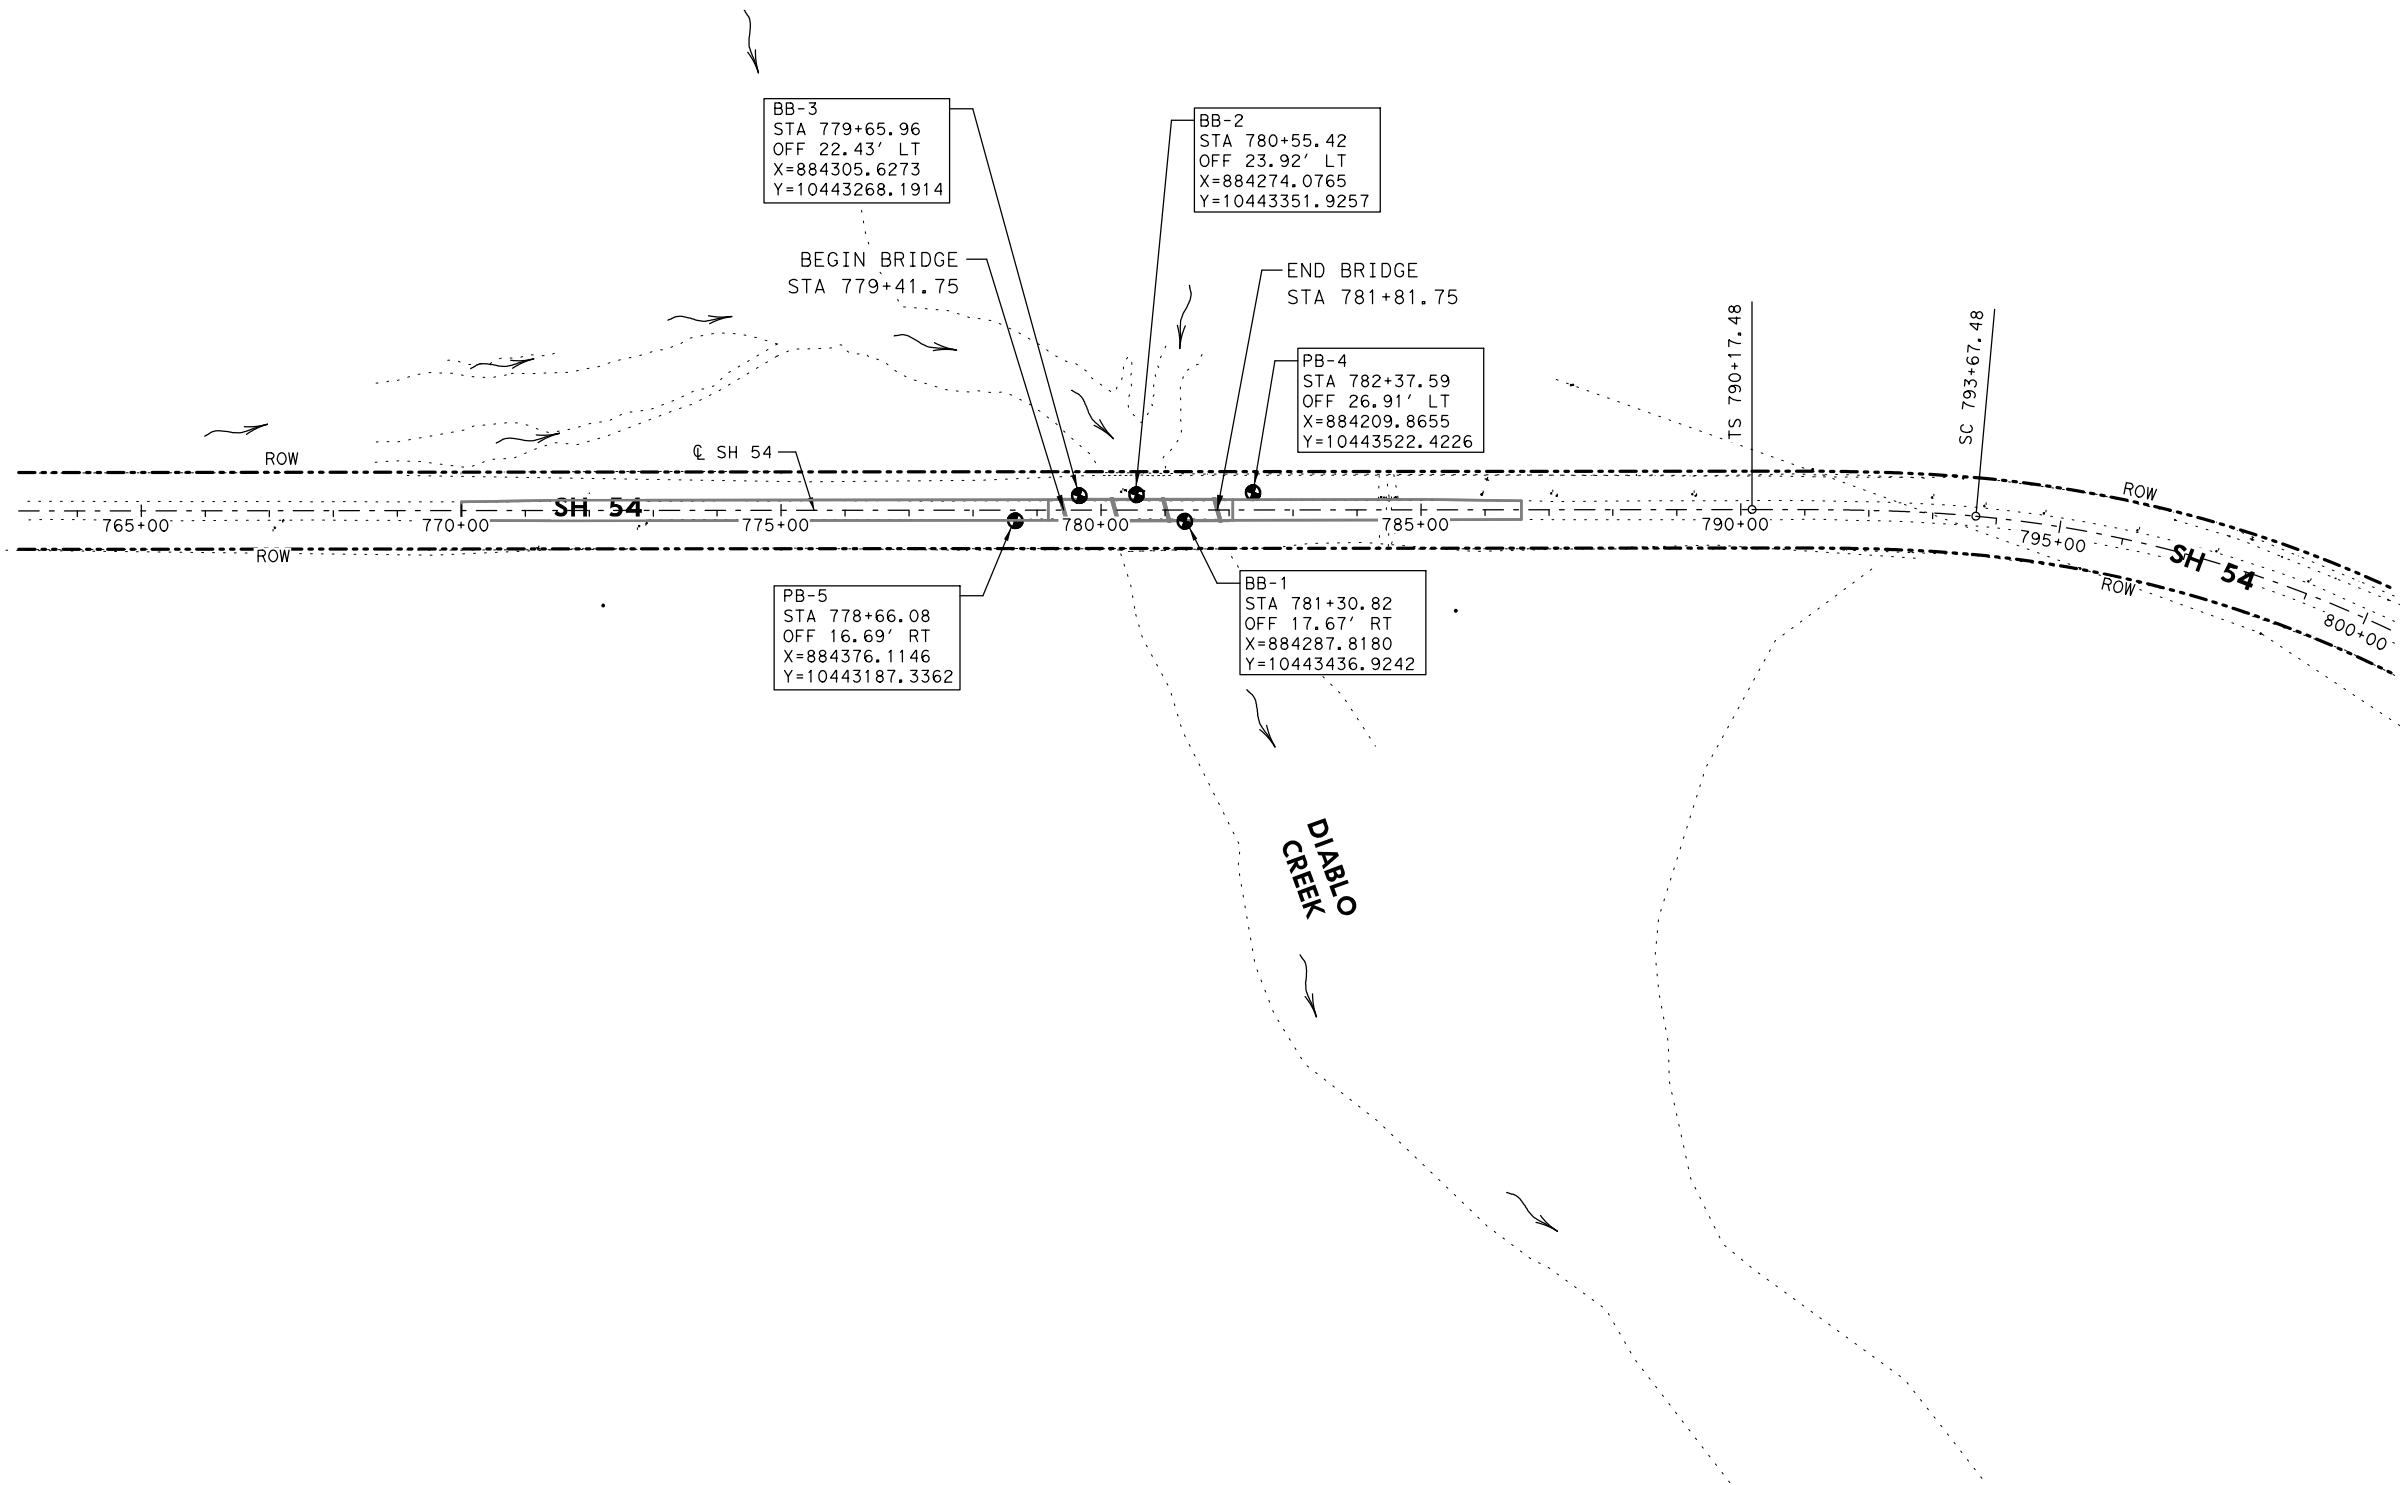 BB-3
STA 779+65.96
OFF 22.43' LT
X=884305.6273
Y=10443268.1914
BB-2
STA 780+55.42
OFF 23.92' LT
X=884274.0765
Y=10443351.9257
BEGIN BRIDGE
STA 779+41.75
END BRIDGE
STA 781+81.75
TS 790+17.48
SC 793+67.48
PB-4
STA 782+37.59
OFF 26.91' LT
X=884209.8655
Y=10443522.4226
ROW
℄ SH 54
ROW
SH 54
765+00
770+00
775+00
780+00
785+00
790+00
795+00
SH 54
800+00
ROW
ROW
PB-5
STA 778+66.08
OFF 16.69' RT
X=884376.1146
Y=10443187.3362
BB-1
STA 781+30.82
OFF 17.67' RT
X=884287.8180
Y=10443436.9242
DIABLO
CREEK